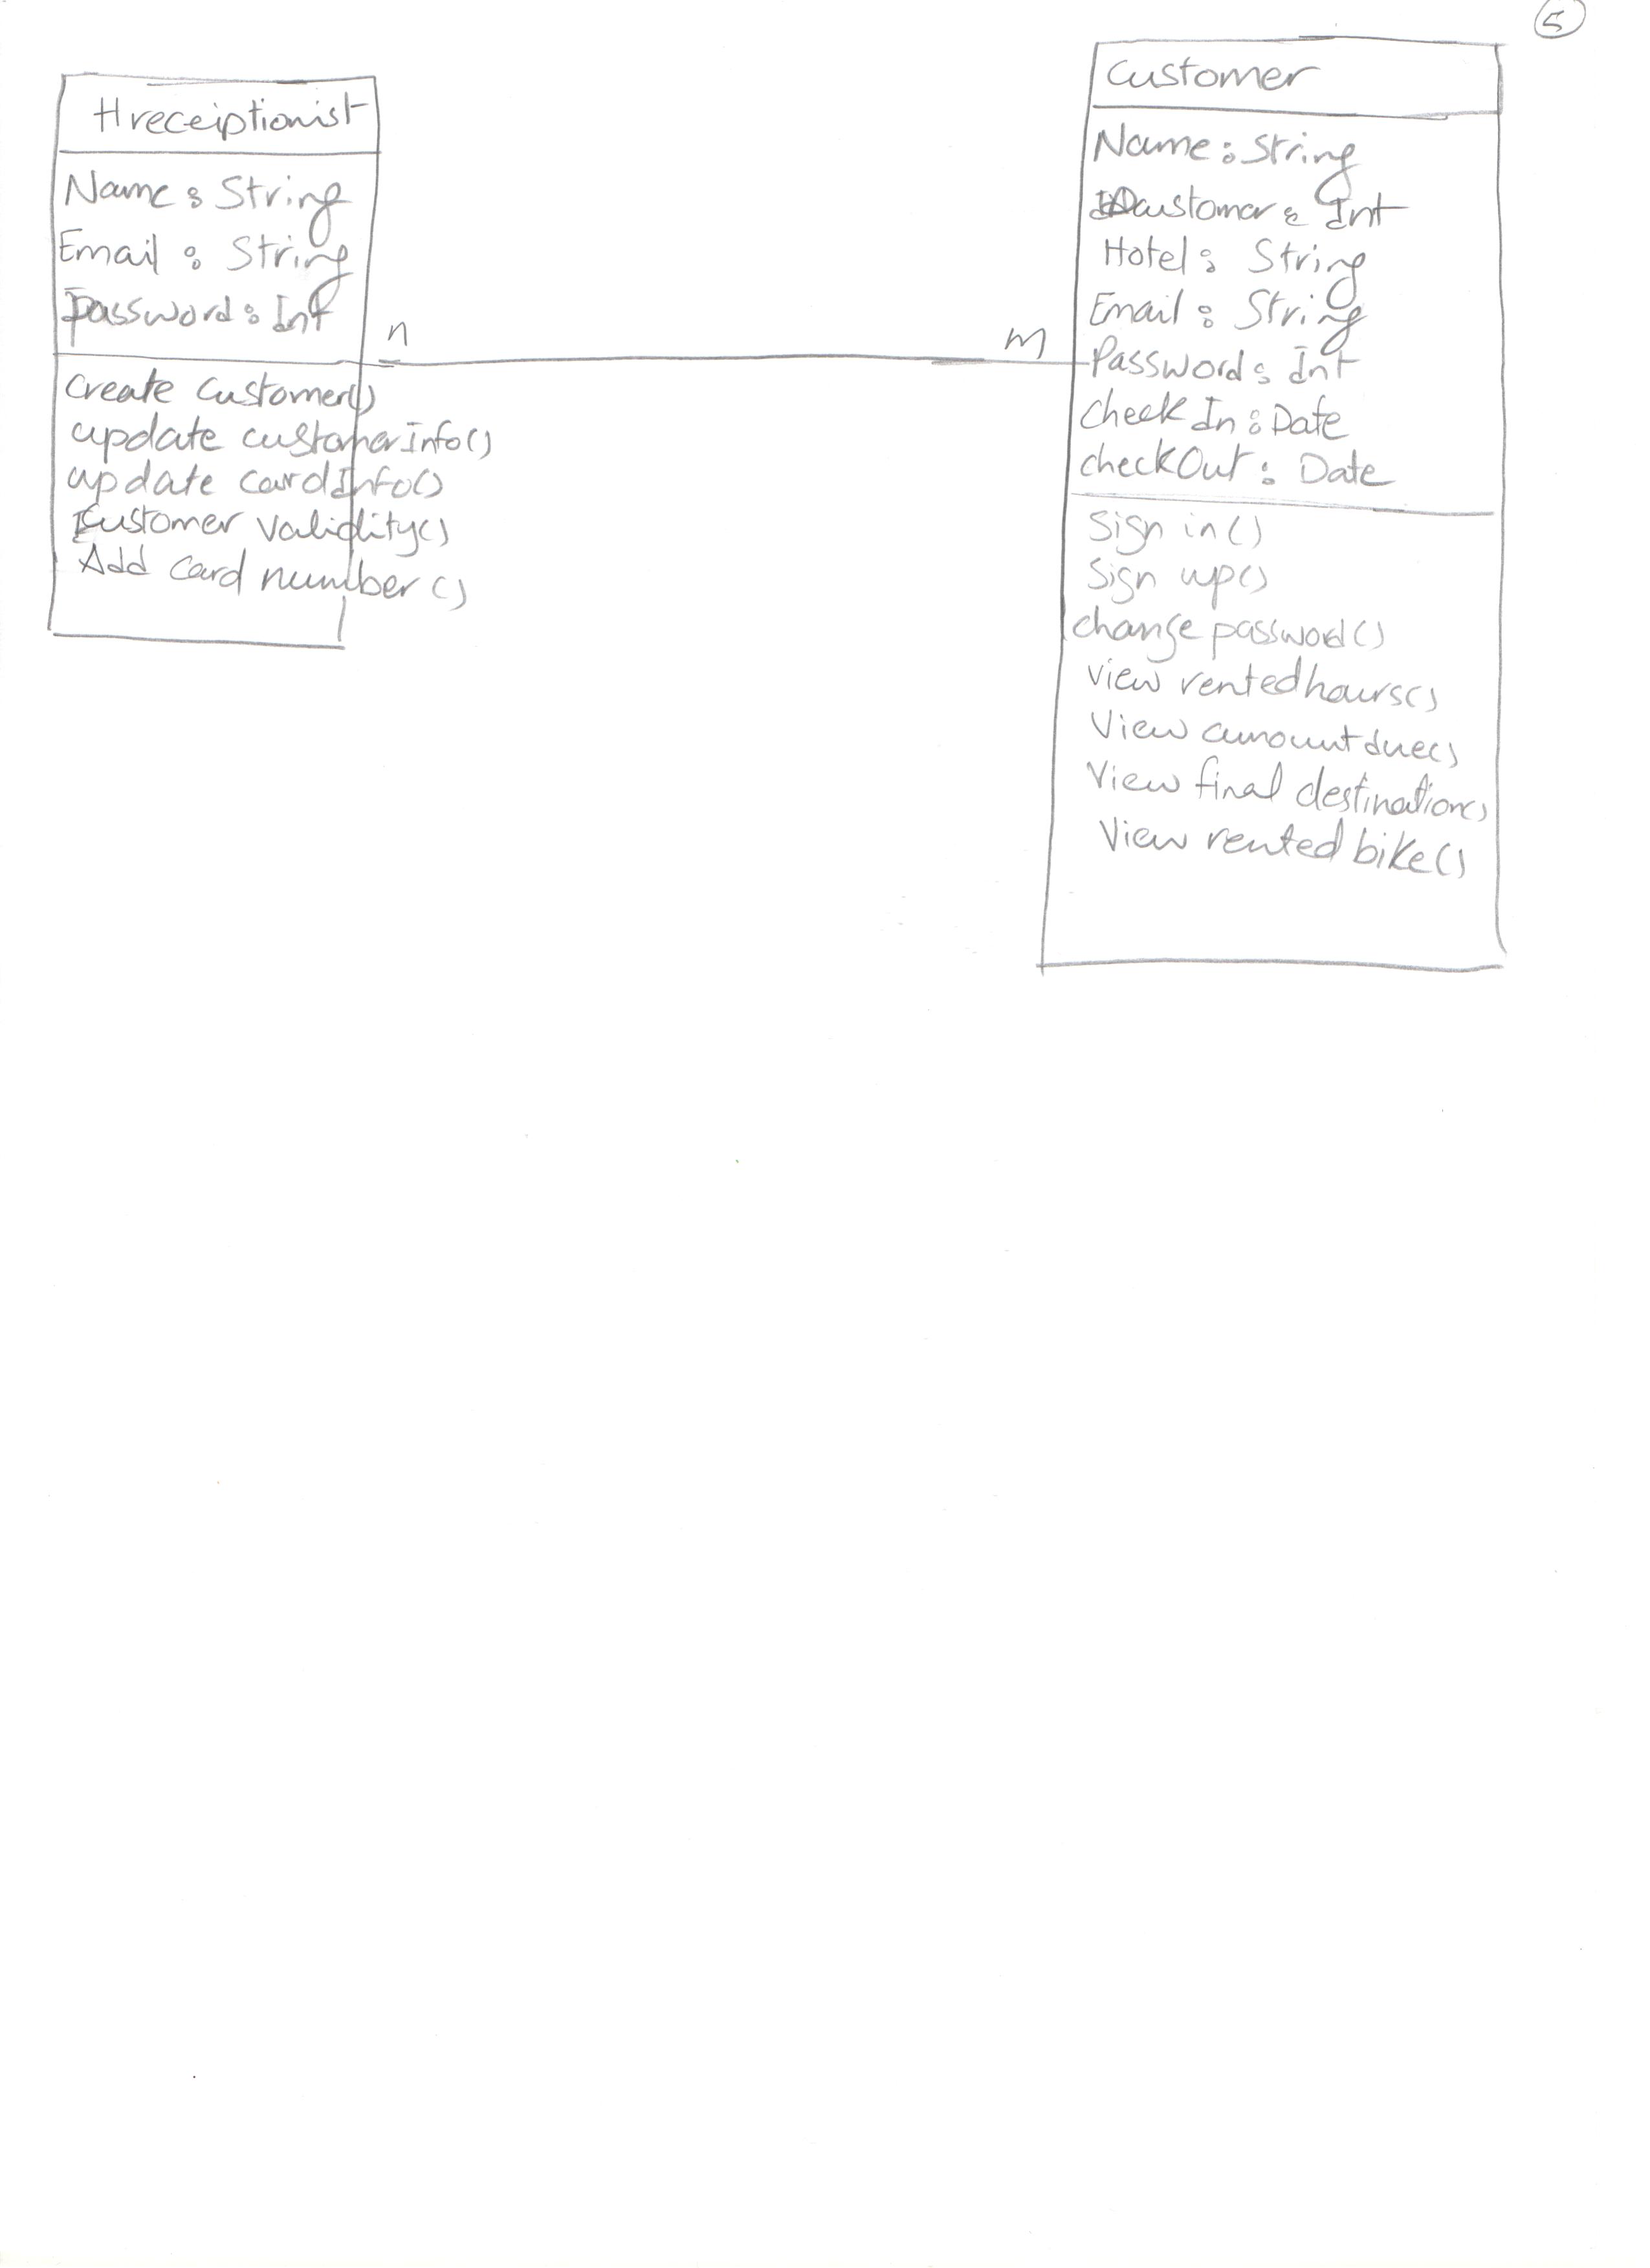 5
Hreceiptionist
Name : String
Email : String
Password : Int
Create Customer()
update customerInfo()
update cardInfo()
Customer validity()
Add Card number ()
n
m
Customer
Name : String
IDcustomer : Int
Hotel : String
Email : String
Password : Int
check In : Date
checkOut : Date
Sign in ()
Sign up()
change password ()
View rentedhours()
View amount due()
View final destination()
View rented bike ()